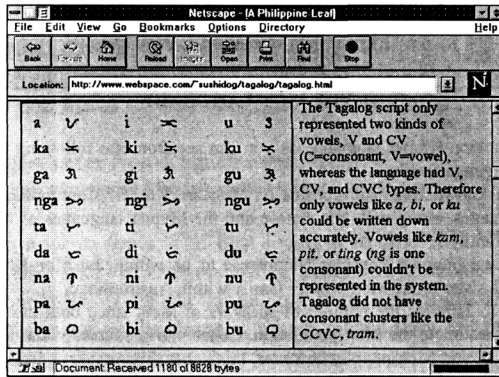 Netscape - [A Philippine Leaf]
File Edit View Go Bookmarks Options Directory Help
Back Forward Home Reload Images Open Print Find Stop
Location: http://www.webspace.com/~sushidog/tagalog/tagalog.html N
a ᜀ i ᜁ u ᜂ
ka ᜃ ki ᜃᜒ ku ᜃᜓ
ga ᜄ gi ᜄᜒ gu ᜄᜓ
nga ᜅ ngi ᜅᜒ ngu ᜅᜓ
ta ᜆ ti ᜆᜒ tu ᜆᜓ
da ᜇ di ᜇᜒ du ᜇᜓ
na ᜈ ni ᜈᜒ nu ᜈᜓ
pa ᜉ pi ᜉᜒ pu ᜉᜓ
ba ᜊ bi ᜊᜒ bu ᜊᜓ
The Tagalog script only
represented two kinds of
vowels, V and CV
(C=consonant, V=vowel),
whereas the language had V,
CV, and CVC types. Therefore
only vowels like a, bi, or ku
could be written down
accurately. Vowels like kam,
pit, or ting (ng is one
consonant) couldn't be
represented in the system.
Tagalog did not have
consonant clusters like the
CCVC, tram.
Document Received 1180 of 8828 bytes